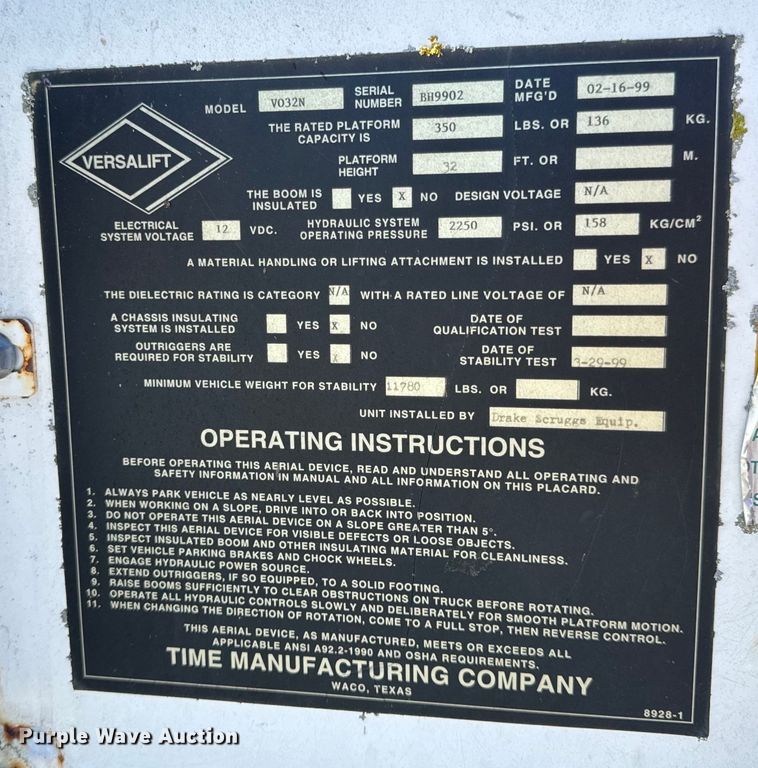 VERSALIFT
MODEL VO32N SERIAL NUMBER BH9902 DATE MFG'D 02-16-99
THE RATED PLATFORM CAPACITY IS 350 LBS. OR 136 KG.
PLATFORM HEIGHT 32 FT. OR M.
THE BOOM IS INSULATED YES X NO DESIGN VOLTAGE N/A
ELECTRICAL SYSTEM VOLTAGE 12 VDC. HYDRAULIC SYSTEM OPERATING PRESSURE 2250 PSI. OR 158 KG/CM²
A MATERIAL HANDLING OR LIFTING ATTACHMENT IS INSTALLED YES X NO
THE DIELECTRIC RATING IS CATEGORY N/A WITH A RATED LINE VOLTAGE OF N/A
A CHASSIS INSULATING SYSTEM IS INSTALLED YES X NO DATE OF QUALIFICATION TEST
OUTRIGGERS ARE REQUIRED FOR STABILITY YES X NO DATE OF STABILITY TEST 3-29-99
MINIMUM VEHICLE WEIGHT FOR STABILITY 11780 LBS. OR KG.
UNIT INSTALLED BY Drake Scruggs Equip.
OPERATING INSTRUCTIONS
BEFORE OPERATING THIS AERIAL DEVICE, READ AND UNDERSTAND ALL OPERATING AND
SAFETY INFORMATION IN MANUAL AND ALL INFORMATION ON THIS PLACARD.
1. ALWAYS PARK VEHICLE AS NEARLY LEVEL AS POSSIBLE.
2. WHEN WORKING ON A SLOPE, DRIVE INTO OR BACK INTO POSITION.
3. DO NOT OPERATE THIS AERIAL DEVICE ON A SLOPE GREATER THAN 5°.
4. INSPECT THIS AERIAL DEVICE FOR VISIBLE DEFECTS OR LOOSE OBJECTS.
5. INSPECT INSULATED BOOM AND OTHER INSULATING MATERIAL FOR CLEANLINESS.
6. SET VEHICLE PARKING BRAKES AND CHOCK WHEELS.
7. ENGAGE HYDRAULIC POWER SOURCE.
8. EXTEND OUTRIGGERS, IF SO EQUIPPED, TO A SOLID FOOTING.
9. RAISE BOOMS SUFFICIENTLY TO CLEAR OBSTRUCTIONS ON TRUCK BEFORE ROTATING.
10. OPERATE ALL HYDRAULIC CONTROLS SLOWLY AND DELIBERATELY FOR SMOOTH PLATFORM MOTION.
11. WHEN CHANGING THE DIRECTION OF ROTATION, COME TO A FULL STOP, THEN REVERSE CONTROL.
THIS AERIAL DEVICE, AS MANUFACTURED, MEETS OR EXCEEDS ALL
APPLICABLE ANSI A92.2-1990 AND OSHA REQUIREMENTS.
TIME MANUFACTURING COMPANY
WACO, TEXAS
8928-1
Purple Wave Auction